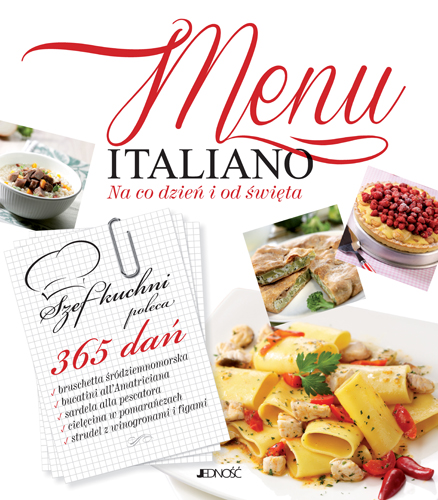 Menu
ITALIANO
Na co dzień i od święta
Szef kuchni
poleca
365 dań
bruschetta śródziemnomorska
bucatini all'Amatriciana
sardela alla pescatora
cielęcina w pomarańczach
strudel z winogronami i figami
JEDNOŚĆ